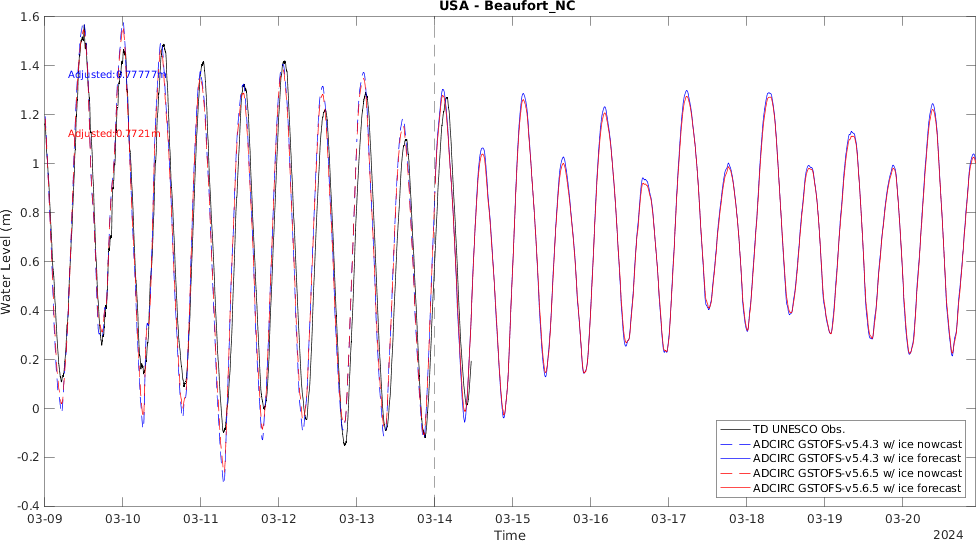 USA - Beaufort_NC
1.6
1.4
1.2
1
0.8
0.6
0.4
0.2
0
-0.2
-0.4
Water Level (m)
Adjusted:0.77777m
Adjusted:0.7721m
TD UNESCO Obs.
ADCIRC GSTOFS-v5.4.3 w/ ice nowcast
ADCIRC GSTOFS-v5.4.3 w/ ice forecast
ADCIRC GSTOFS-v5.6.5 w/ ice nowcast
ADCIRC GSTOFS-v5.6.5 w/ ice forecast
03-09 03-10 03-11 03-12 03-13 03-14 03-15 03-16 03-17 03-18 03-19 03-20
Time
2024